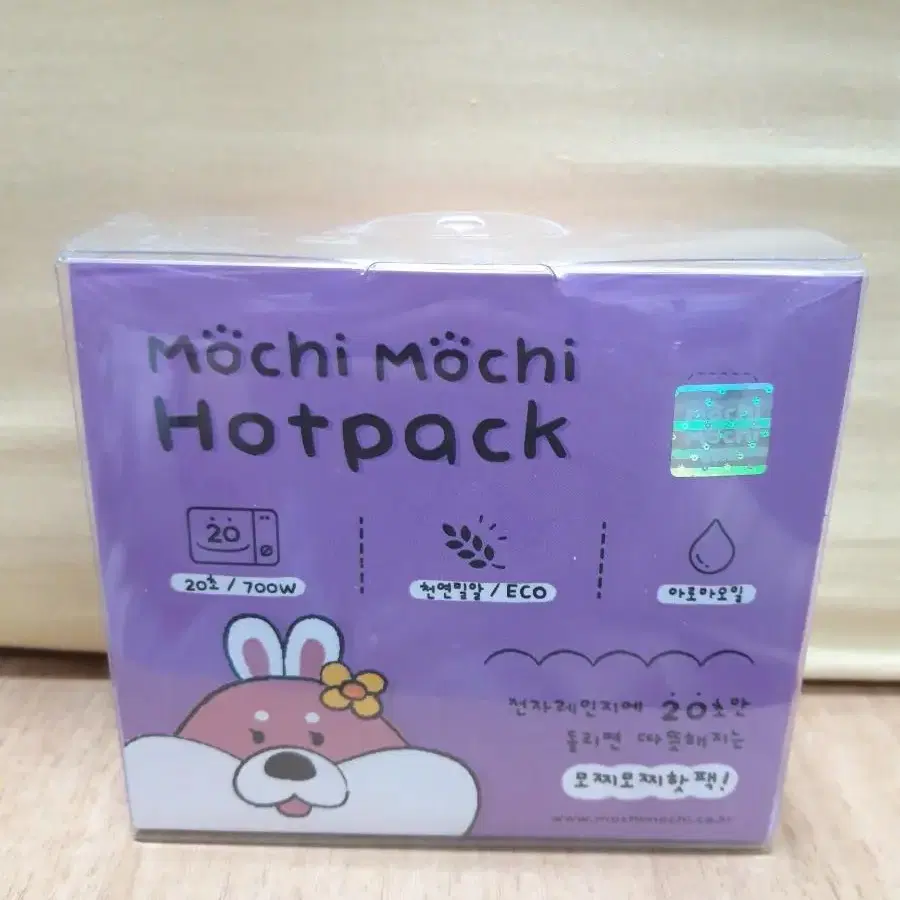 Mochi Mochi
Hotpack
mochi
mochi
20
20초 / 700W
천연밀알 / ECO
아로마오일
전자레인지에 20초만
돌리면 따뜻해지는
모찌모찌핫팩!
www.mochimochi.co.kr